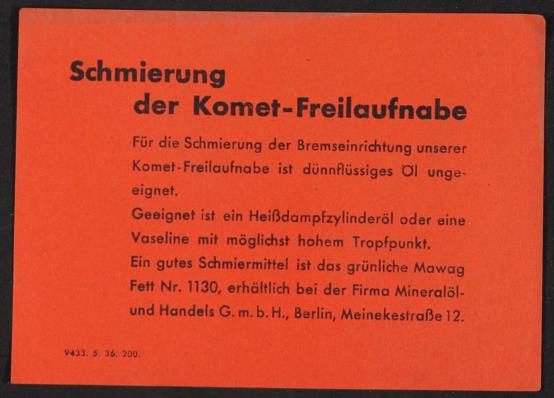 Schmierung
der Komet-Freilaufnabe
Für die Schmierung der Bremseinrichtung unserer
Komet-Freilaufnabe ist dünnflüssiges Öl unge-
eignet.
Geeignet ist ein Heißdampfzylinderöl oder eine
Vaseline mit möglichst hohem Tropfpunkt.
Ein gutes Schmiermittel ist das grünliche Mawag
Fett Nr. 1130, erhältlich bei der Firma Mineralöl-
und Handels G. m. b. H., Berlin, Meinekestraße 12.
9433. 5. 36. 200.